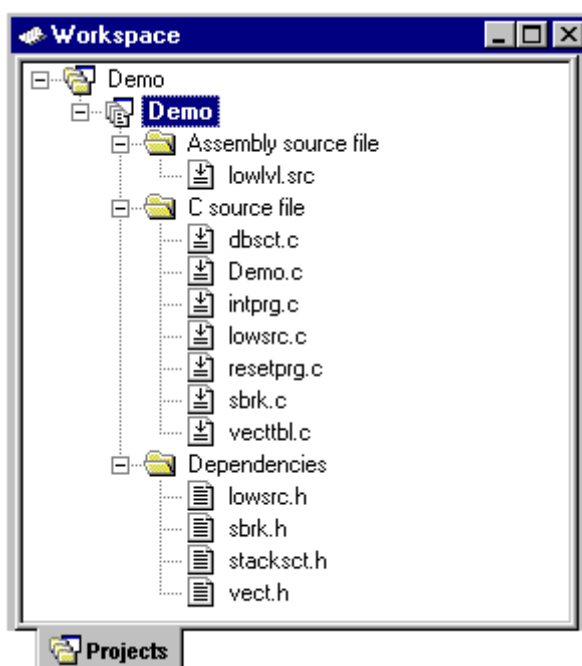 Workspace
Demo
Demo
Assembly source file
lowlvl.src
C source file
dbsct.c
Demo.c
intprg.c
lowsrc.c
resetprg.c
sbrk.c
vecttbl.c
Dependencies
lowsrc.h
sbrk.h
stacksct.h
vect.h
Projects